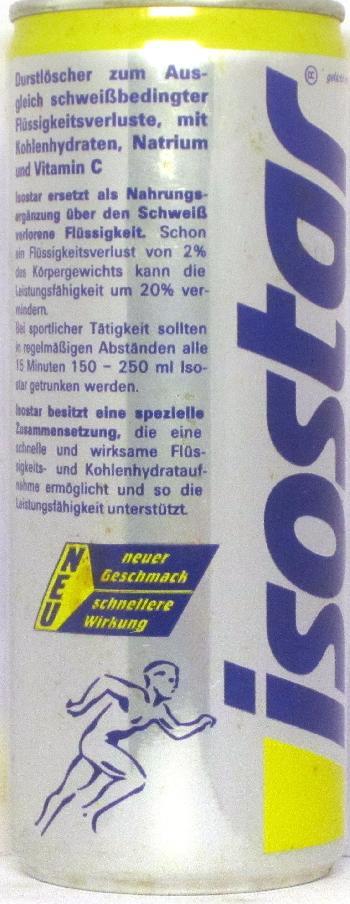 Durstlöscher zum Aus-
gleich schweißbedingter
Flüssigkeitsverluste, mit
Kohlenhydraten, Natrium
und Vitamin C
Isostar ersetzt als Nahrungs-
ergänzung über den Schweiß
verlorene Flüssigkeit. Schon
ein Flüssigkeitsverlust von 2%
des Körpergewichts kann die
Leistungsfähigkeit um 20% ver-
mindern.
Bei sportlicher Tätigkeit sollten
in regelmäßigen Abständen alle
15 Minuten 150 – 250 ml Iso-
star getrunken werden.
Isostar besitzt eine spezielle
Zusammensetzung, die eine
schnelle und wirksame Flüs-
sigkeits- und Kohlenhydratauf-
nahme ermöglicht und so die
Leistungsfähigkeit unterstützt.
NEU
neuer
Geschmack
schnellere
Wirkung
isostar®